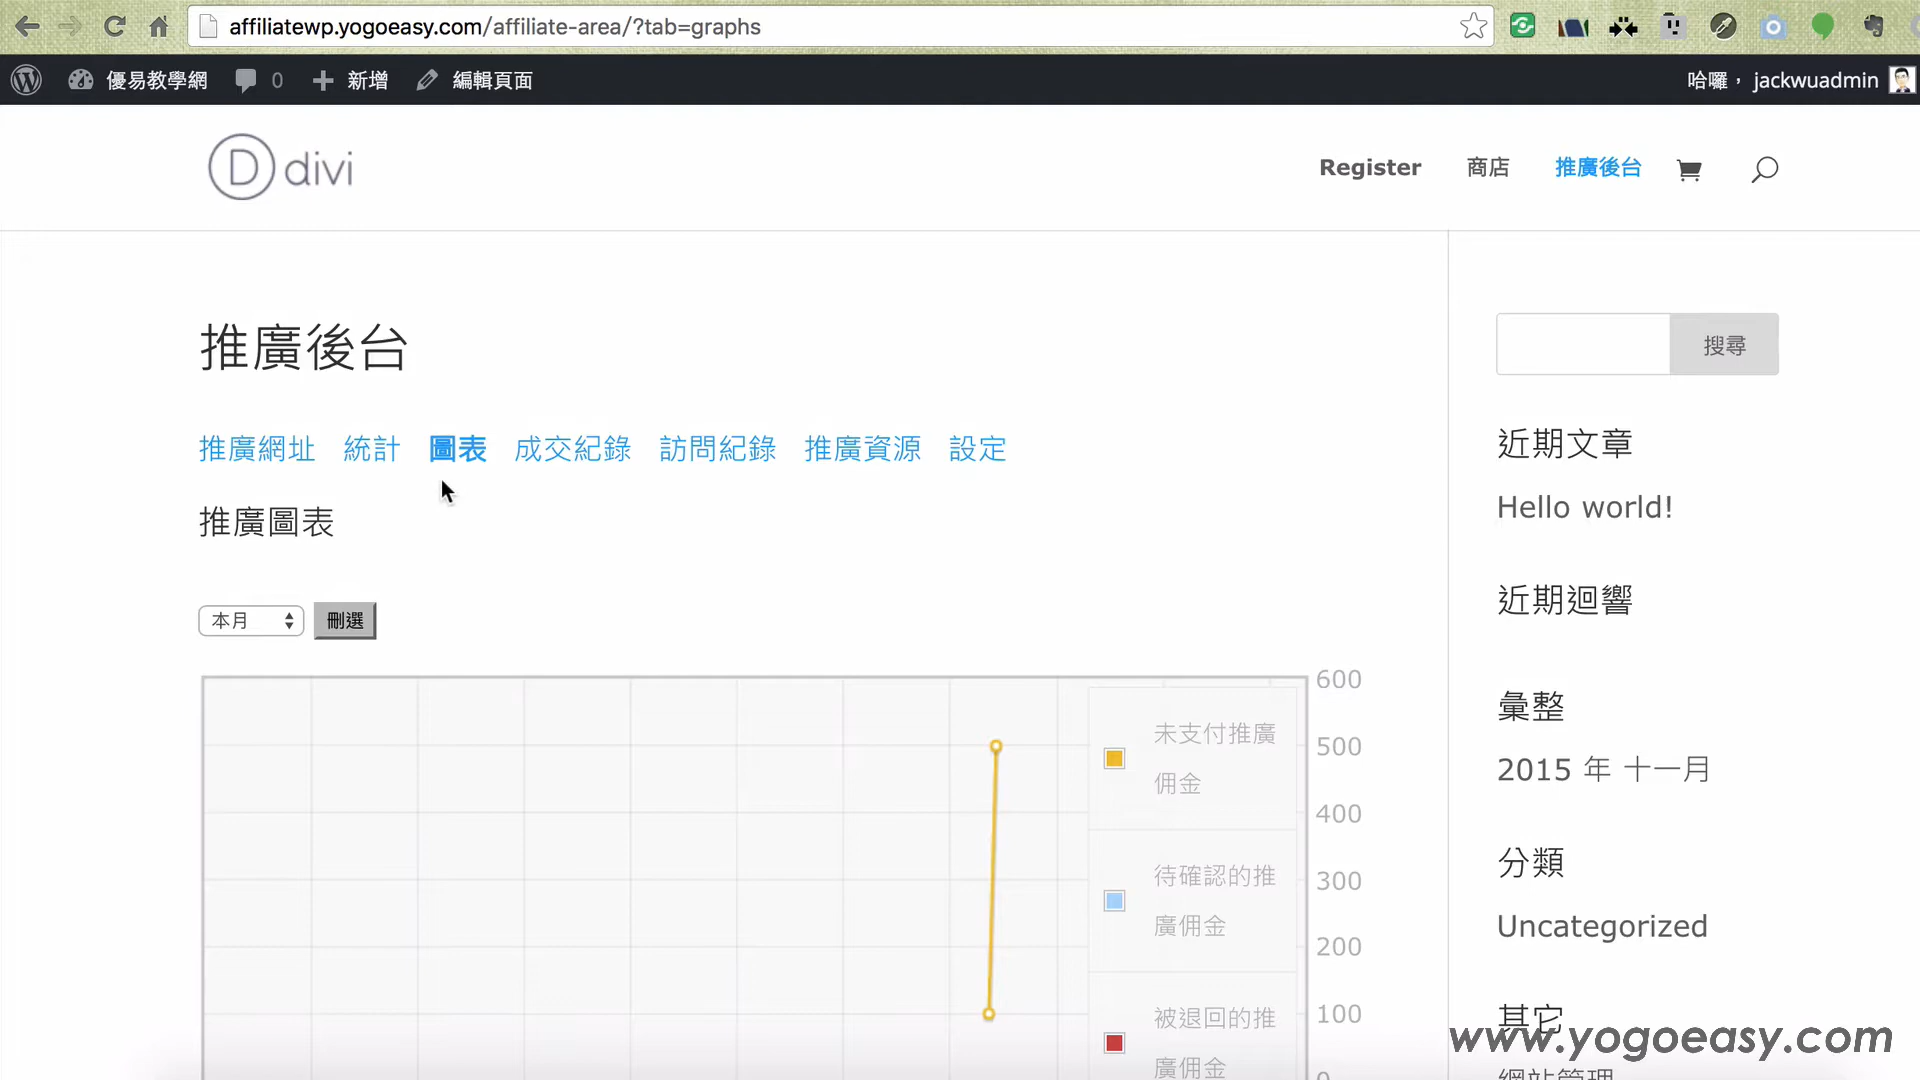 affiliatewp.yogoeasy.com/affiliate-area/?tab=graphs
優易教學網 0 新增 編輯頁面 哈囉，jackwuadmin
D divi
Register 商店 推廣後台
推廣後台
搜尋
推廣網址 統計 圖表 成交紀錄 訪問紀錄 推廣資源 設定
推廣圖表
本月 刪選
600
500
400
300
200
100
0
未支付推廣
佣金
待確認的推
廣佣金
被退回的推
廣佣金
近期文章
Hello world!
近期迴響
彙整
2015 年 十一月
分類
Uncategorized
其它
www.yogoeasy.com
網站管理